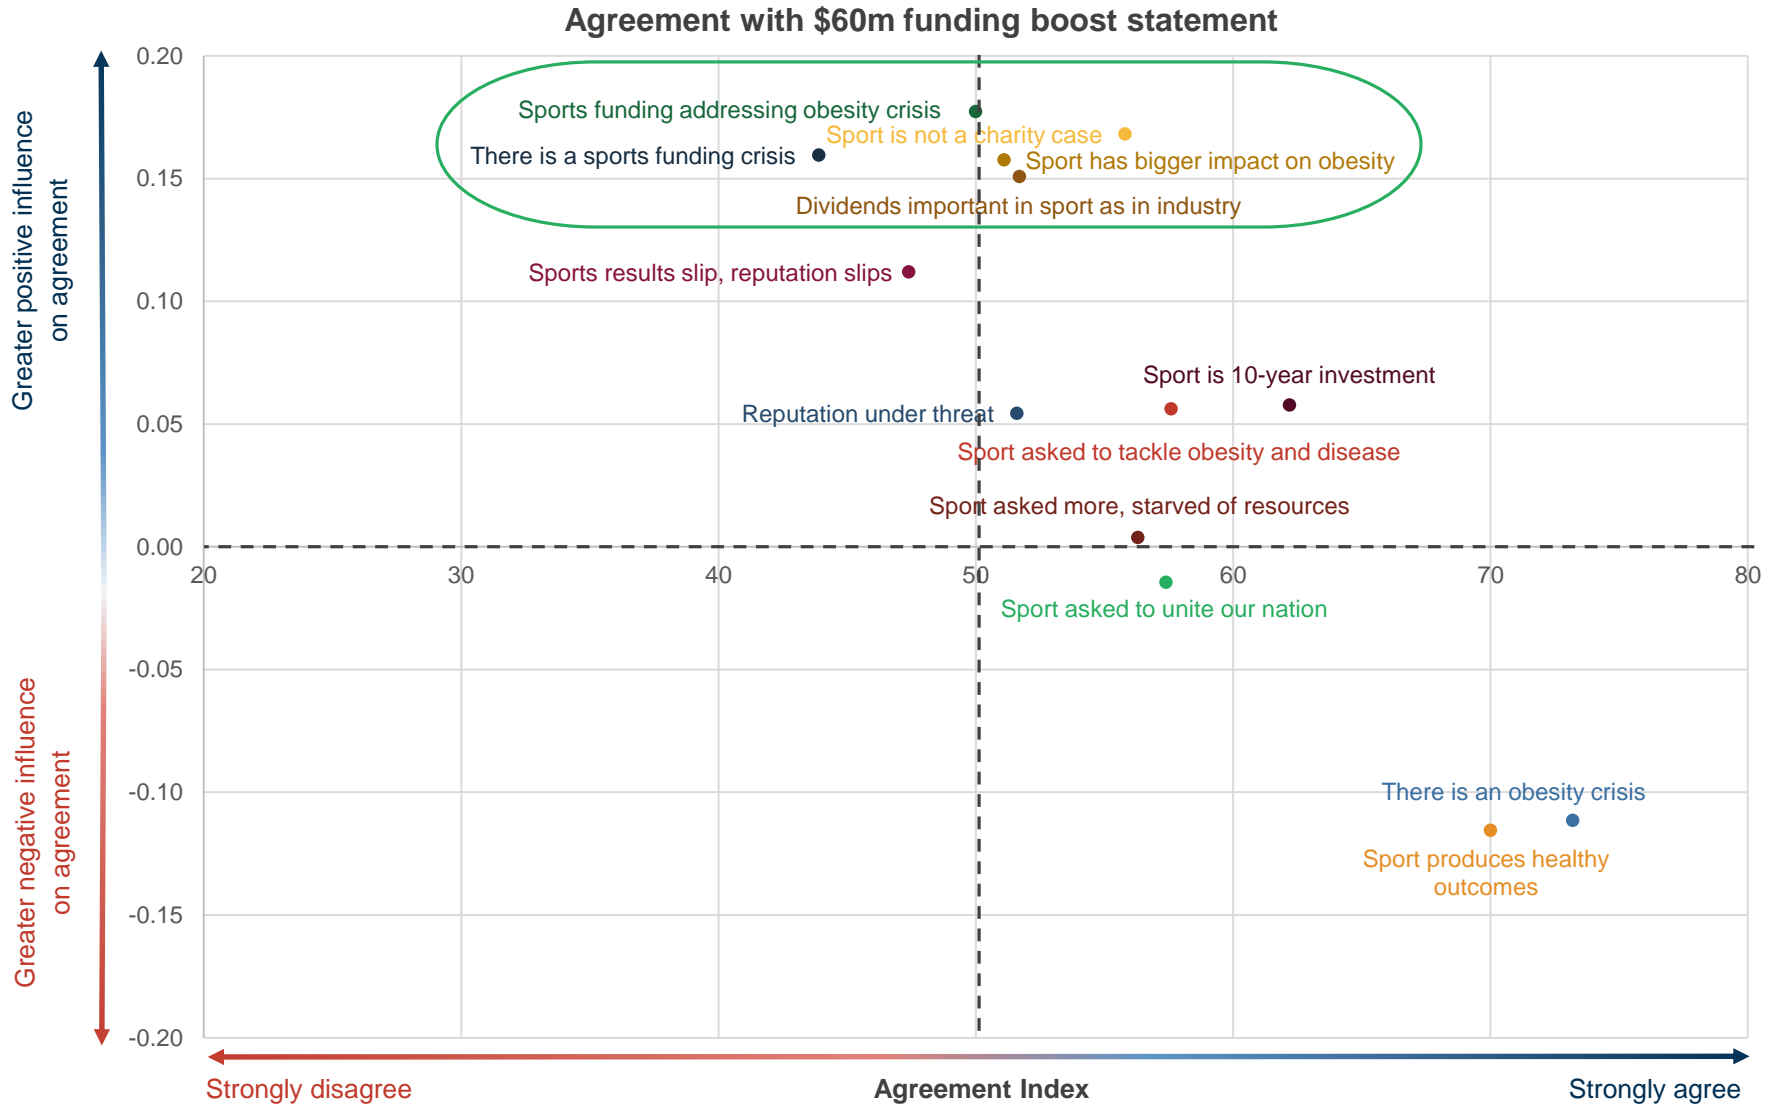 Agreement with $60m funding boost statement
Greater positive influence
on agreement
Greater negative influence
on agreement
0.20
0.15
0.10
0.05
0.00
-0.05
-0.10
-0.15
-0.20
Sports funding addressing obesity crisis
Sport is not a charity case
There is a sports funding crisis
Sport has bigger impact on obesity
Dividends important in sport as in industry
Sports results slip, reputation slips
Sport is 10-year investment
Reputation under threat
Sport asked to tackle obesity and disease
Sport asked more, starved of resources
20
30
40
50
60
70
80
Sport asked to unite our nation
There is an obesity crisis
Sport produces healthy
outcomes
Strongly disagree
Agreement Index
Strongly agree